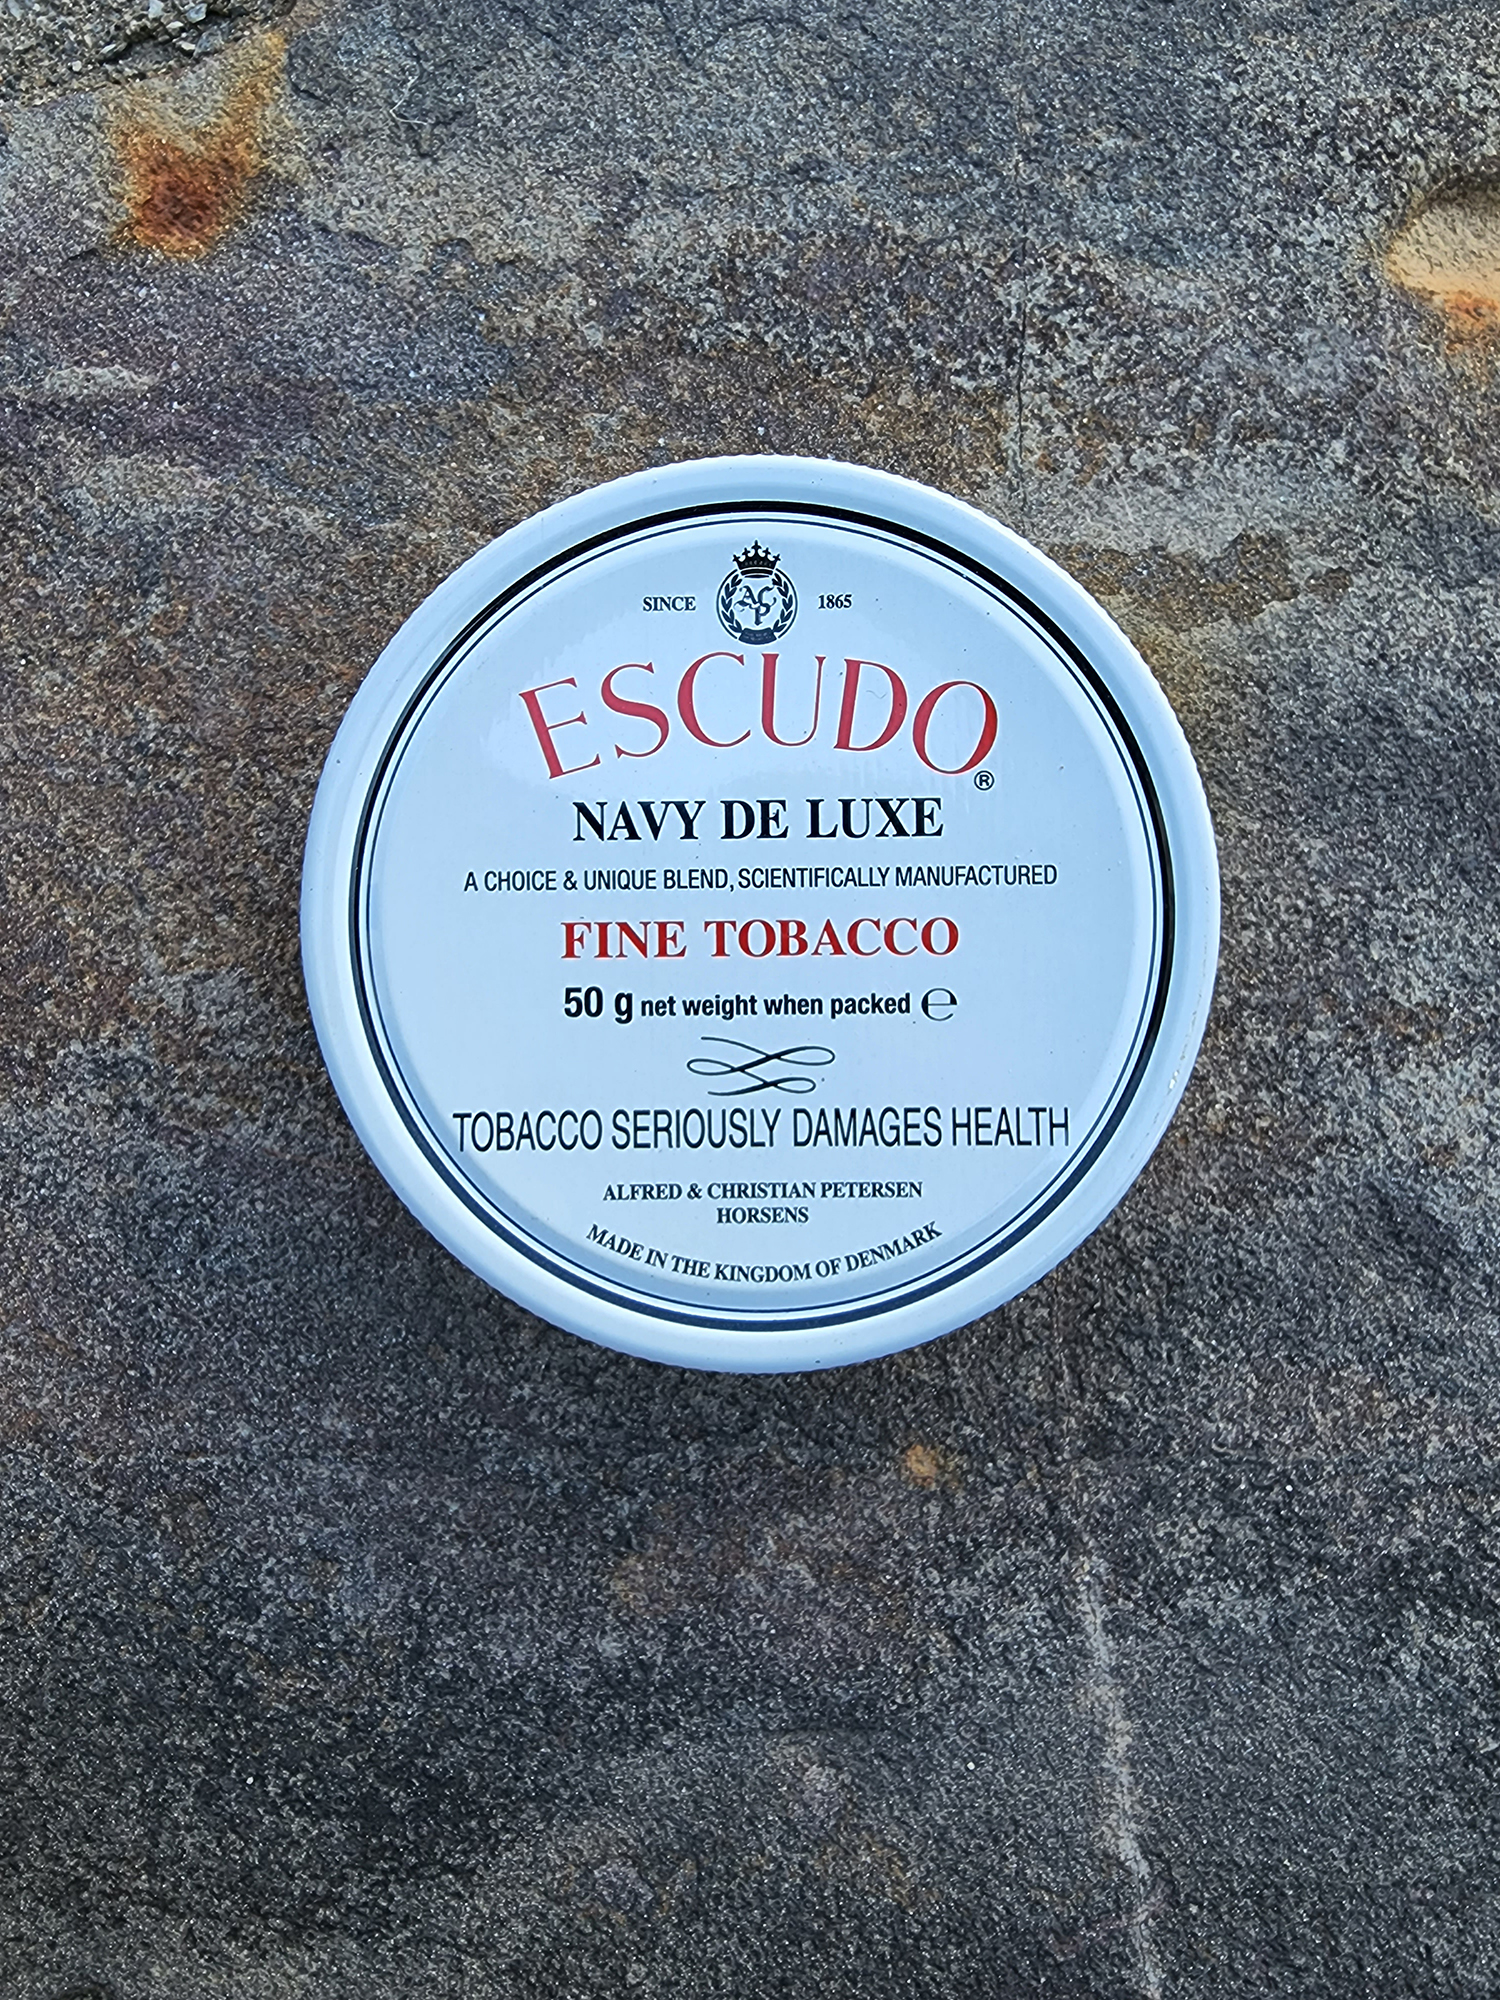 SINCE ACP 1865
ESCUDO®
NAVY DE LUXE
A CHOICE & UNIQUE BLEND, SCIENTIFICALLY MANUFACTURED
FINE TOBACCO
50 g net weight when packed ℮
TOBACCO SERIOUSLY DAMAGES HEALTH
ALFRED & CHRISTIAN PETERSEN
HORSENS
MADE IN THE KINGDOM OF DENMARK